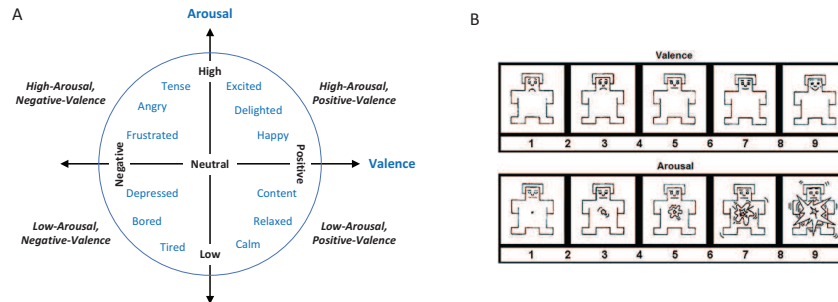 A
Arousal
High
High-Arousal,
Negative-Valence
Tense
Excited
High-Arousal,
Positive-Valence
Angry
Delighted
Frustrated
Happy
Negative
Neutral
Positive
Valence
Depressed
Content
Bored
Relaxed
Low-Arousal,
Negative-Valence
Tired
Calm
Low-Arousal,
Positive-Valence
Low
B
Valence
1 2 3 4 5 6 7 8 9
Arousal
1 2 3 4 5 6 7 8 9